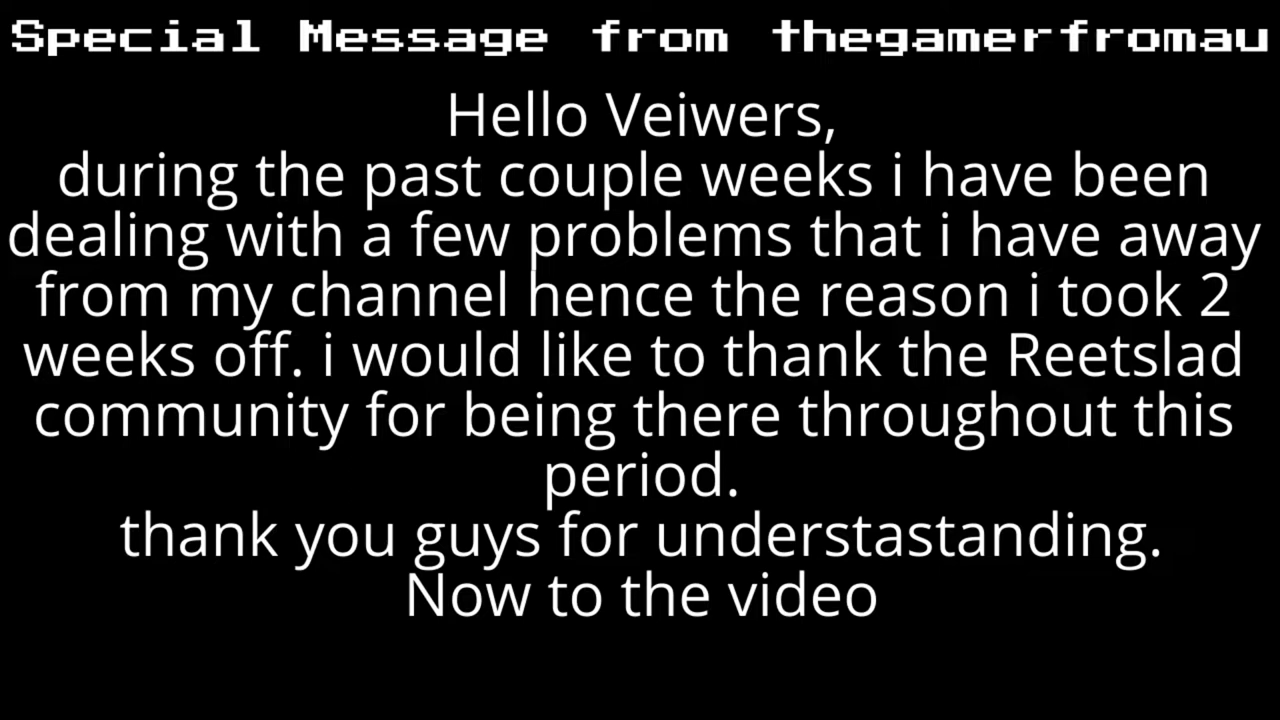 Special Message from thegamerfromau
Hello Veiwers,
during the past couple weeks i have been
dealing with a few problems that i have away
from my channel hence the reason i took 2
weeks off. i would like to thank the Reetslad
community for being there throughout this
period.
thank you guys for understastanding.
Now to the video